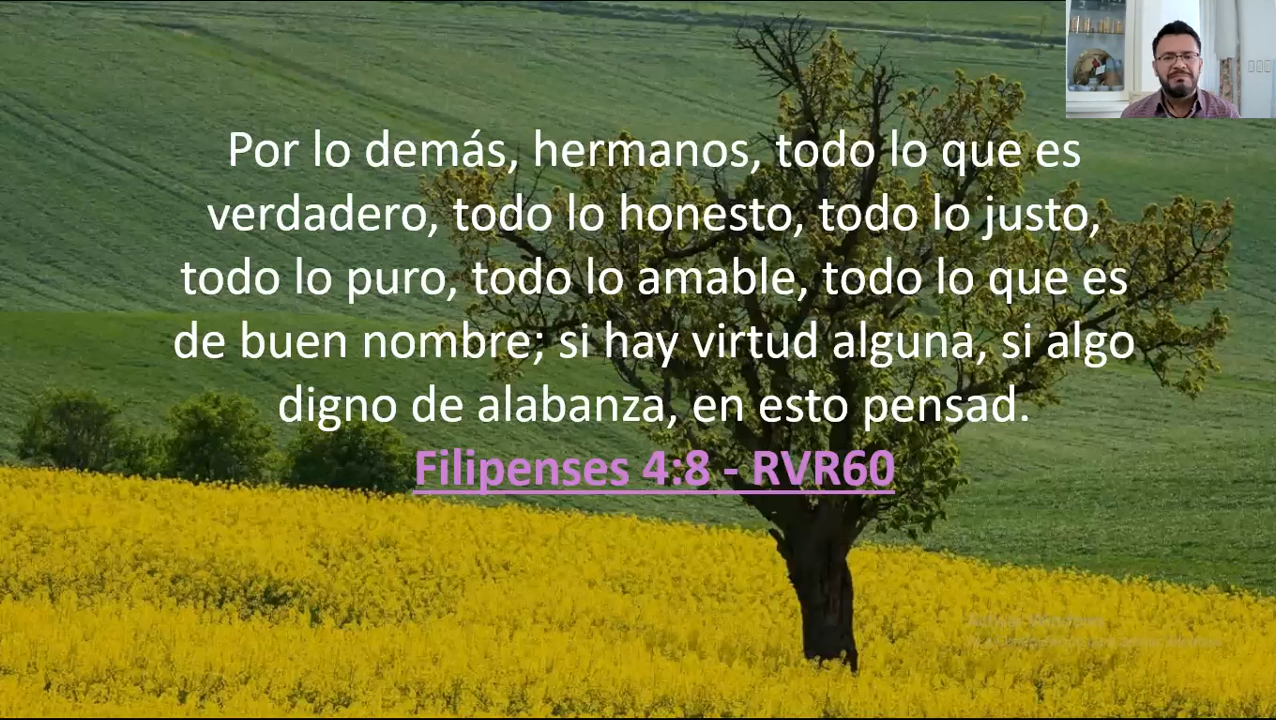 Por lo demás, hermanos, todo lo que es
verdadero, todo lo honesto, todo lo justo,
todo lo puro, todo lo amable, todo lo que es
de buen nombre; si hay virtud alguna, si algo
digno de alabanza, en esto pensad.
Filipenses 4:8 - RVR60